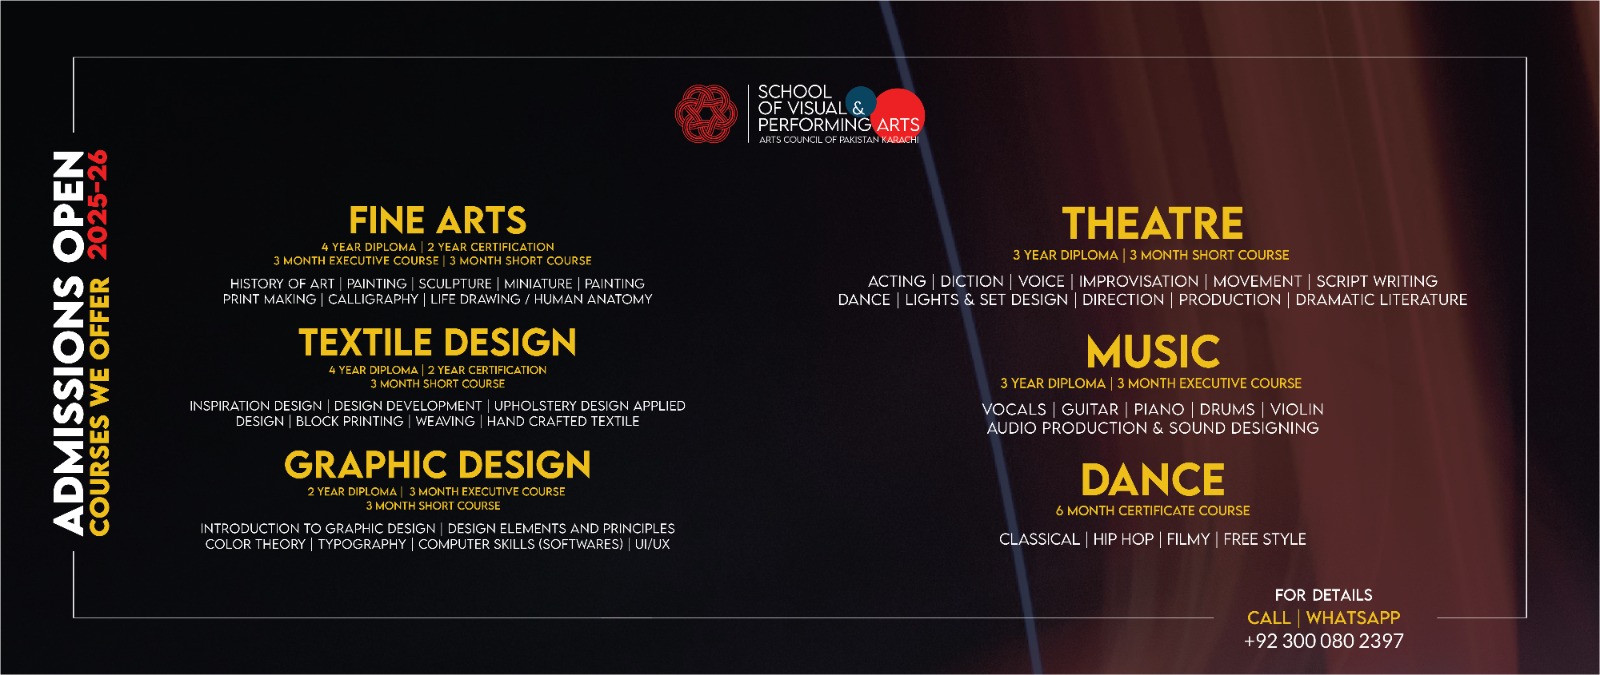 SCHOOL
OF VISUAL &
PERFORMING ARTS
ARTS COUNCIL OF PAKISTAN KARACHI
ADMISSIONS OPEN
COURSES WE OFFER 2025-26
FINE ARTS
4 YEAR DIPLOMA | 2 YEAR CERTIFICATION
3 MONTH EXECUTIVE COURSE | 3 MONTH SHORT COURSE
HISTORY OF ART | PAINTING | SCULPTURE | MINIATURE | PAINTING
PRINT MAKING | CALLIGRAPHY | LIFE DRAWING / HUMAN ANATOMY
TEXTILE DESIGN
4 YEAR DIPLOMA | 2 YEAR CERTIFICATION
3 MONTH SHORT COURSE
INSPIRATION DESIGN | DESIGN DEVELOPMENT | UPHOLSTERY DESIGN APPLIED
DESIGN | BLOCK PRINTING | WEAVING | HAND CRAFTED TEXTILE
GRAPHIC DESIGN
2 YEAR DIPLOMA | 3 MONTH EXECUTIVE COURSE
3 MONTH SHORT COURSE
INTRODUCTION TO GRAPHIC DESIGN | DESIGN ELEMENTS AND PRINCIPLES
COLOR THEORY | TYPOGRAPHY | COMPUTER SKILLS (SOFTWARES) | UI/UX
THEATRE
3 YEAR DIPLOMA | 3 MONTH SHORT COURSE
ACTING | DICTION | VOICE | IMPROVISATION | MOVEMENT | SCRIPT WRITING
DANCE | LIGHTS & SET DESIGN | DIRECTION | PRODUCTION | DRAMATIC LITERATURE
MUSIC
3 YEAR DIPLOMA | 3 MONTH EXECUTIVE COURSE
VOCALS | GUITAR | PIANO | DRUMS | VIOLIN
AUDIO PRODUCTION & SOUND DESIGNING
DANCE
6 MONTH CERTIFICATE COURSE
CLASSICAL | HIP HOP | FILMY | FREE STYLE
FOR DETAILS
CALL | WHATSAPP
+92 300 080 2397